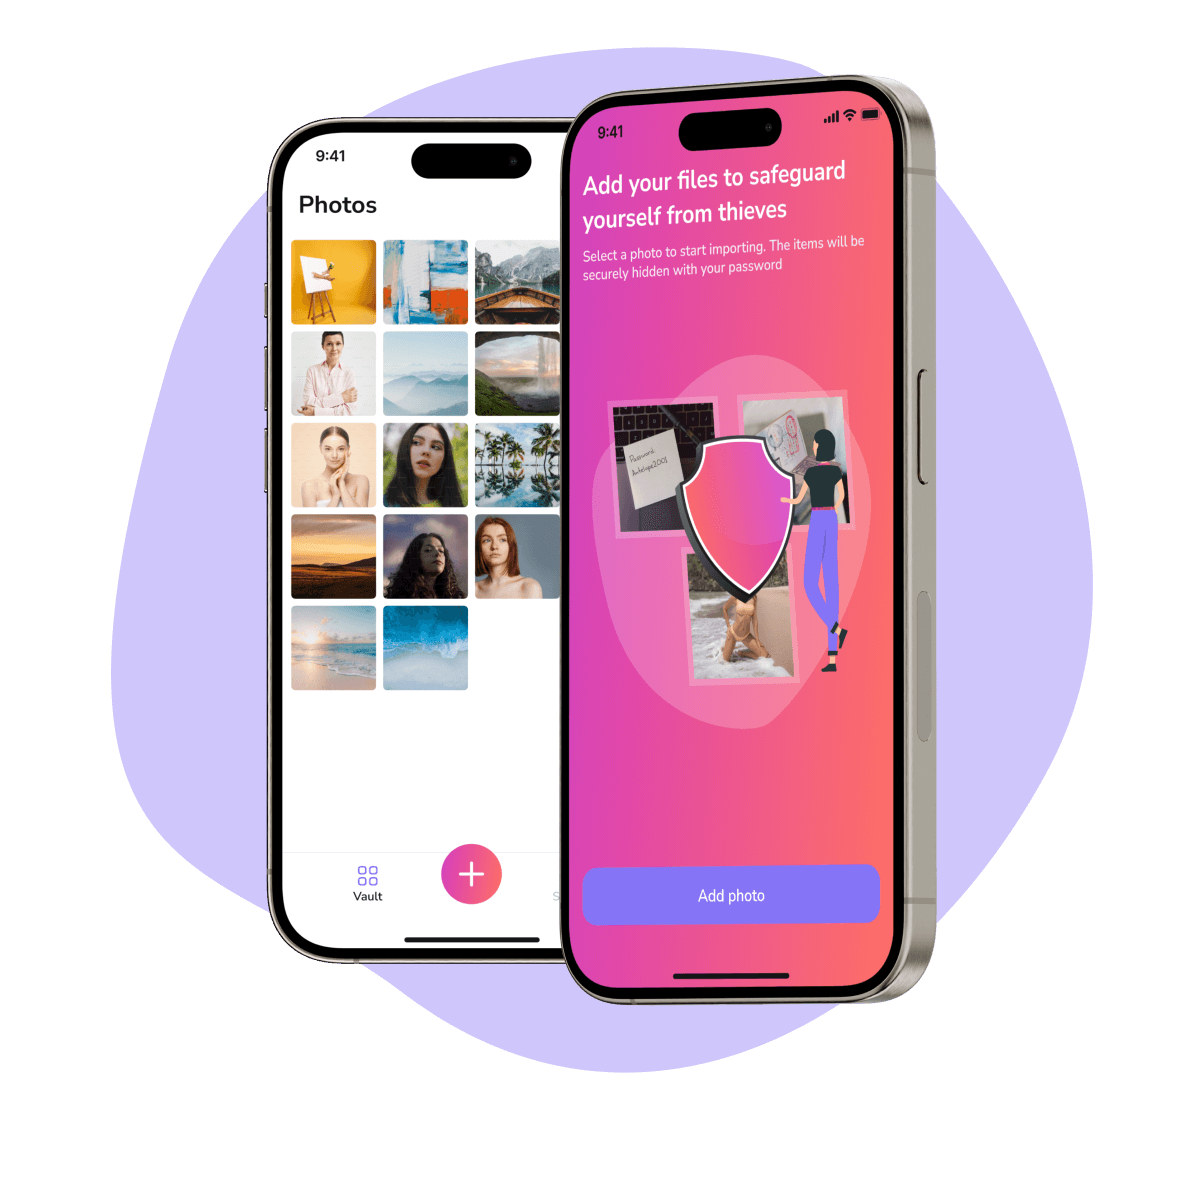 9:41
Photos
Vault
9:41
Add your files to safeguard
yourself from thieves
Select a photo to start importing. The items will be
securely hidden with your password
Password:
Antelope2001
Add photo